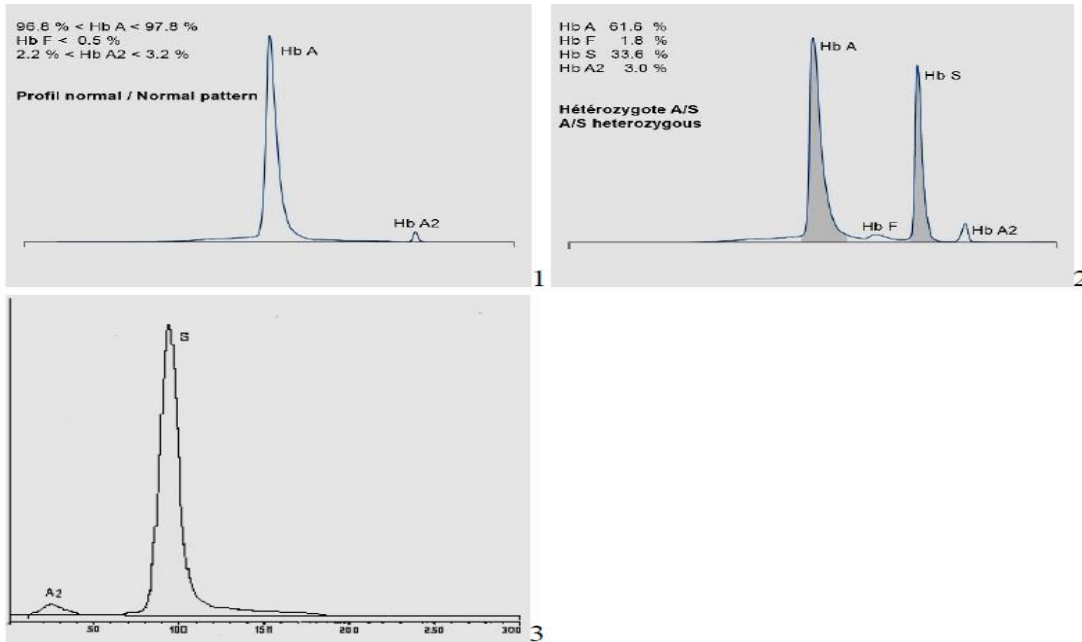 96.8 % < Hb A < 97.8 %
Hb F < 0.5 %
2.2 % < Hb A2 < 3.2 %
Profil normal / Normal pattern
Hb A
Hb A2
1
Hb A 61.6 %
Hb F 1.8 %
Hb S 33.6 %
Hb A2 3.0 %
Hétérozygote A/S
A/S heterozygous
Hb A
Hb S
Hb F
Hb A2
2
S
A2
50 100 150 200 250 300
3